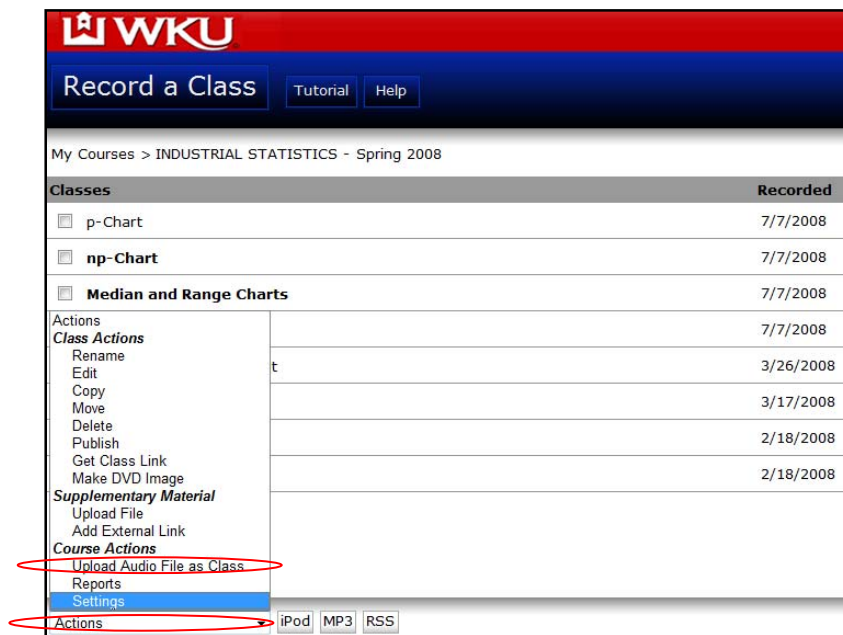 WKU
Record a Class Tutorial Help
My Courses > INDUSTRIAL STATISTICS - Spring 2008
Classes Recorded
p-Chart 7/7/2008
np-Chart 7/7/2008
Median and Range Charts 7/7/2008
Actions
7/7/2008
Class Actions
Rename
t 3/26/2008
Edit
Copy
3/17/2008
Move
Delete
2/18/2008
Publish
Get Class Link
2/18/2008
Make DVD Image
Supplementary Material
Upload File
Add External Link
Course Actions
Upload Audio File as Class
Reports
Settings
Actions iPod MP3 RSS